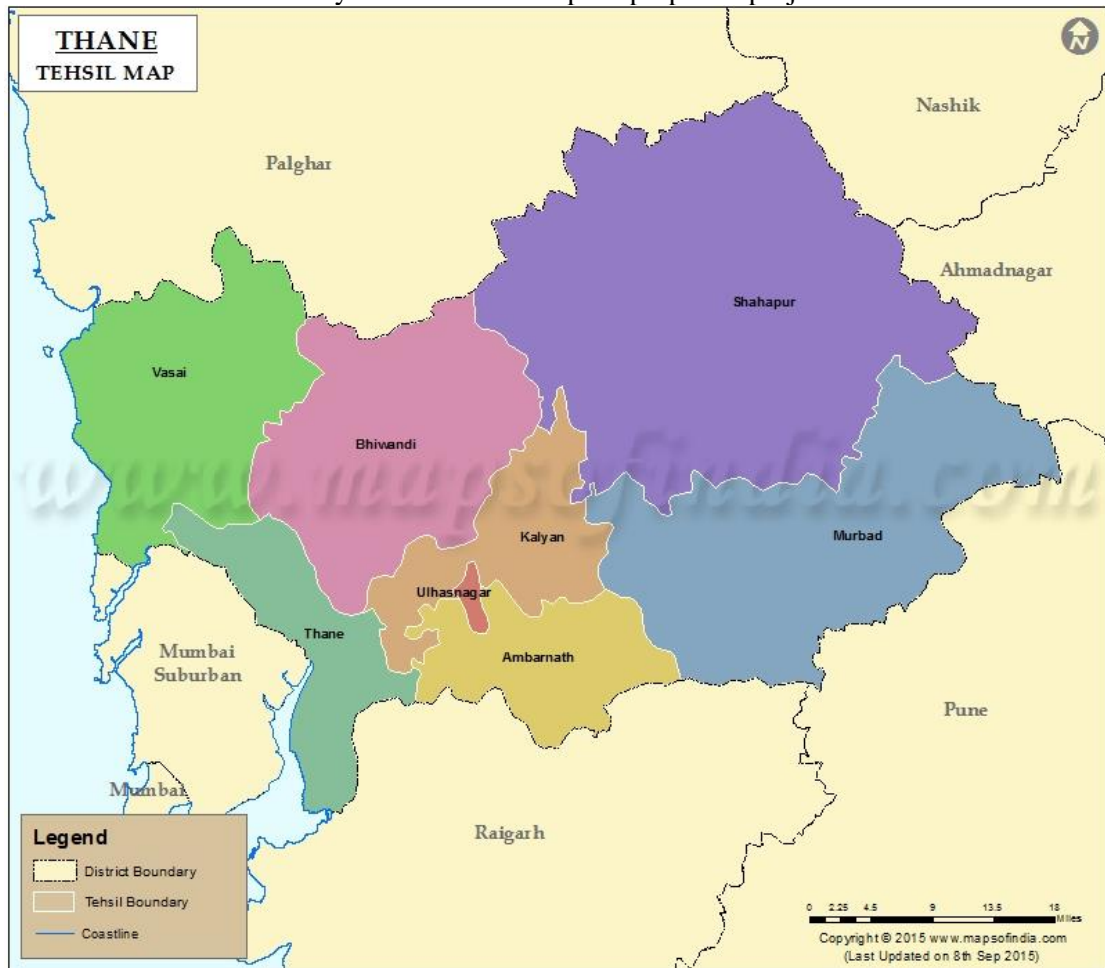 THANE
TEHSIL MAP
N
Nashik
Palghar
Ahmadnagar
Shahapur
Vasai
Bhiwandi
www.mapsofindia.com
Kalyan
Murbad
Ulhasnagar
Thane
Ambarnath
Mumbai
Suburban
Pune
Mumbai
Raigarh
Legend
District Boundary
Tehsil Boundary
Coastline
0 2.25 4.5 9 13.5 18
Miles
Copyright © 2015 www.mapsofindia.com
(Last Updated on 8th Sep 2015)